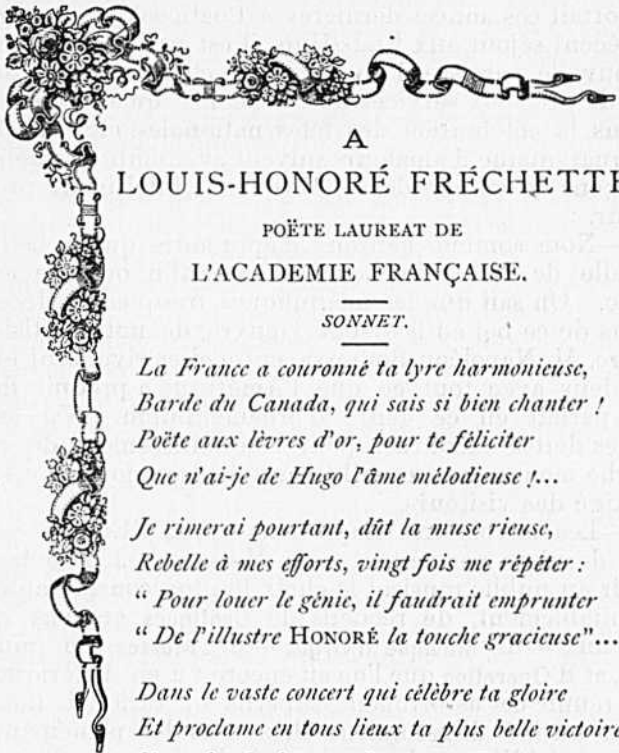 A
LOUIS-HONORÉ FRÉCHETTE
POËTE LAUREAT DE
L'ACADEMIE FRANÇAISE.
SONNET.
La France a couronné ta lyre harmonieuse,
Barde du Canada, qui sais si bien chanter !
Poëte aux lèvres d'or, pour te féliciter
Que n'ai-je de Hugo l'âme mélodieuse !...
Je rimerai pourtant, dût la muse rieuse,
Rebelle à mes efforts, vingt fois me répéter :
“ Pour louer le génie, il faudrait emprunter
“ De l'illustre HONORÉ la touche gracieuse”...
Dans le vaste concert qui célèbre ta gloire
Et proclame en tous lieux ta plus belle victoire